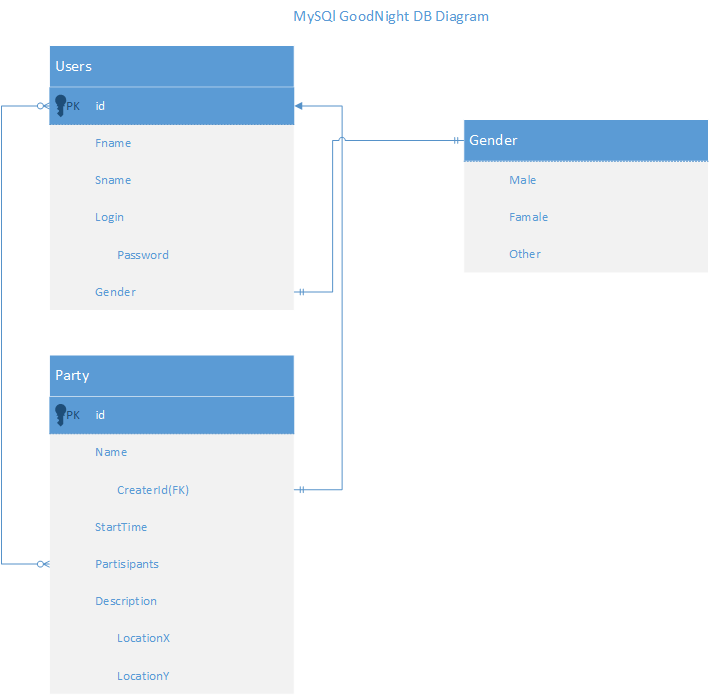 MySQl GoodNight DB Diagram
Users
PK id
Fname
Sname
Login
Password
Gender
Gender
Male
Famale
Other
Party
PK id
Name
CreaterId(FK)
StartTime
Partisipants
Description
LocationX
LocationY